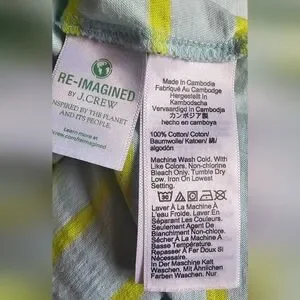 RE-IMAGINED
BY J.CREW
INSPIRED BY THE PLANET
AND ITS PEOPLE.
Learn more at
jcrew.com/reimagined
Made In Cambodia
Fabriqué Au Cambodge
Hergestellt In
Kambodscha
Vervaardigd in Cambodja
カンボジア製
hecho en camboya
100% Cotton/ Coton/
Baumwolle/ Katoen/ 綿/
algodón
Machine Wash Cold. With
Like Colors. Non-chlorine
Bleach Only. Tumble Dry
Low. Iron On Lowest
Setting.
Laver À La Machine À
L'eau Froide. Laver En
Séparant Les Couleurs.
Seulement Agent De
Blanchiment Non-chlore.
Sécher À La Machine À
Basse Température.
Repasser À Fer Doux Si
Nécessaire.
In Der Maschine Kalt
Waschen. Mit Ähnlichen
Farben Waschen. Wenn